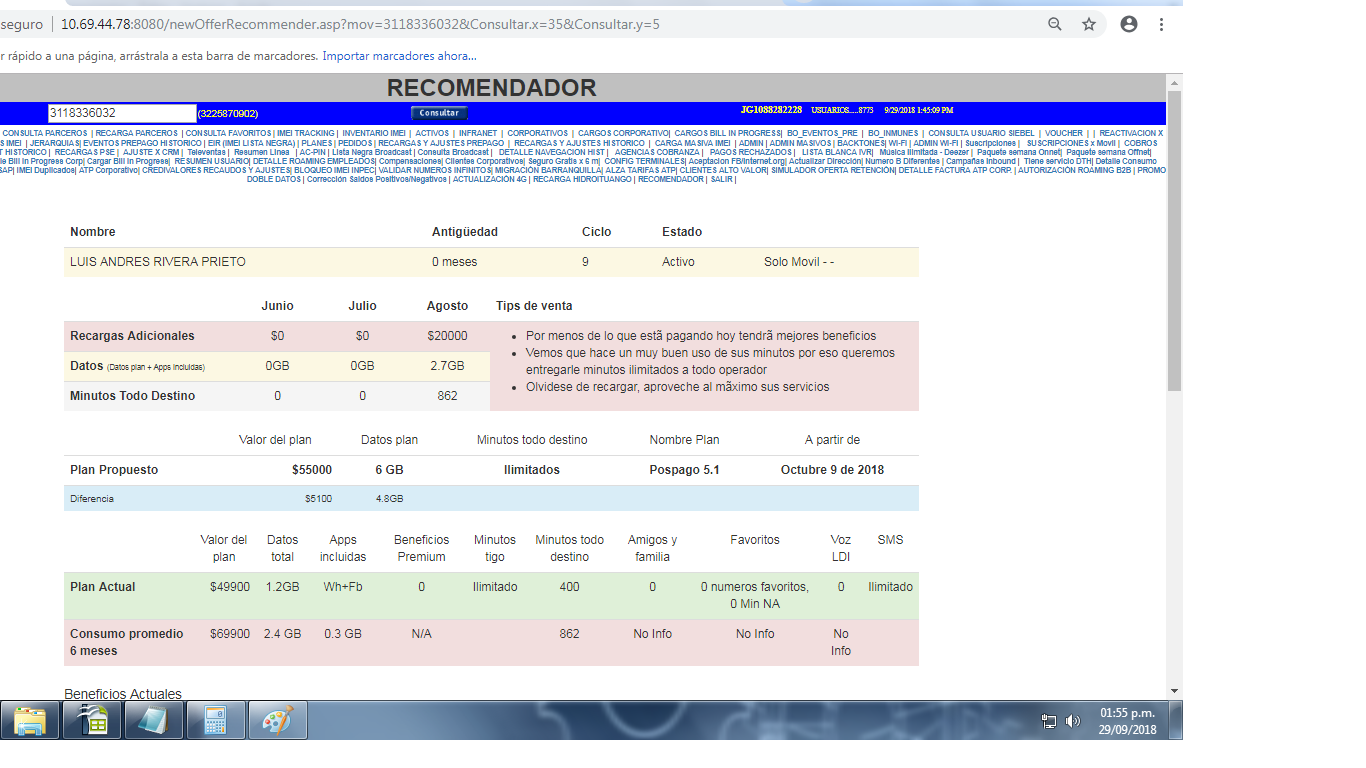 seguro | 10.69.44.78:8080/newOfferRecommender.asp?mov=3118336032&Consultar.x=35&Consultar.y=5
r rápido a una página, arrástrala a esta barra de marcadores. Importar marcadores ahora...
RECOMENDADOR
3118336032 (3225870902) Consultar JG1088282228 USUARIOS.....8773 9/29/2018 1:45:09 PM
CONSULTA PARCEROS | RECARGA PARCEROS | CONSULTA FAVORITOS | IMEI TRACKING | INVENTARIO IMEI | ACTIVOS | INFRANET | CORPORATIVOS | CARGOS CORPORATIVO| CARGOS BILL IN PROGRESS| BO_EVENTOS_PRE | BO_INMUNES | CONSULTA USUARIO SIEBEL | VOUCHER | | REACTIVACION X
S IMEI | JERARQUIAS| EVENTOS PREPAGO HISTORICO | EIR (IMEI LISTA NEGRA) | PLANES | PEDIDOS | RECARGAS Y AJUSTES PREPAGO | RECARGAS Y AJUSTES HISTORICO | CARGA MASIVA IMEI | ADMIN | ADMIN MASIVOS | BACKTONES| WI-FI | ADMIN WI-FI | Suscripciones | SUSCRIPCIONES x Movil | COBROS
T HISTORICO | RECARGAS PSE | AJUSTE X CRM | Televentas | Resumen Linea | AC-PIN | Lista Negra Broadcast | Consulta Broadcast | DETALLE NAVEGACION HIST | AGENCIAS COBRANZA | PAGOS RECHAZADOS | LISTA BLANCA IVR| Musica Ilimitada - Deezer | Paquete semana Onnet| Paquete semana Offnet|
le Bill In Progress Corp| Cargar Bill In Progress| RESUMEN USUARIO| DETALLE ROAMING EMPLEADOS| Compensaciones| Clientes Corporativos| Seguro Gratis x 6 m| CONFIG TERMINALES| Aceptacion FB/Internet.org| Actualizar Dirección| Numero B Diferentes | Campañas Inbound | Tiene servicio DTH| Detalle Consumo
SAP| IMEI Duplicados| ATP Corporativo| CREDIVALORES RECAUDOS Y AJUSTES| BLOQUEO IMEI INPEC| VALIDAR NUMEROS INFINITOS| MIGRACIÓN BARRANQUILLA| ALZA TARIFAS ATP| CLIENTES ALTO VALOR| SIMULADOR OFERTA RETENCION| DETALLE FACTURA ATP CORP. | AUTORIZACIÓN ROAMING B2B | PROMO
DOBLE DATOS | Corrección Saldos Positivos/Negativos | ACTUALIZACIÓN 4G | RECARGA HIDROITUANGO | RECOMENDADOR | SALIR |
Nombre Antigüedad Ciclo Estado
LUIS ANDRES RIVERA PRIETO 0 meses 9 Activo Solo Movil - -
Junio Julio Agosto Tips de venta
Recargas Adicionales $0 $0 $20000
Datos (Datos plan + Apps incluidas) 0GB 0GB 2.7GB
Minutos Todo Destino 0 0 862
• Por menos de lo que estã pagando hoy tendrã mejores beneficios
• Vemos que hace un muy buen uso de sus minutos por eso queremos
entregarle minutos ilimitados a todo operador
• Olvidese de recargar, aproveche al mãximo sus servicios
Valor del plan Datos plan Minutos todo destino Nombre Plan A partir de
Plan Propuesto $55000 6 GB Ilimitados Pospago 5.1 Octubre 9 de 2018
Diferencia $5100 4.8GB
Valor del Datos Apps Beneficios Minutos Minutos todo Amigos y Favoritos Voz SMS
plan total incluidas Premium tigo destino familia LDI
Plan Actual $49900 1.2GB Wh+Fb 0 Ilimitado 400 0 0 numeros favoritos, 0 Ilimitado
0 Min NA
Consumo promedio $69900 2.4 GB 0.3 GB N/A 862 No Info No Info No
6 meses Info
Beneficios Actuales
01:55 p.m.
29/09/2018